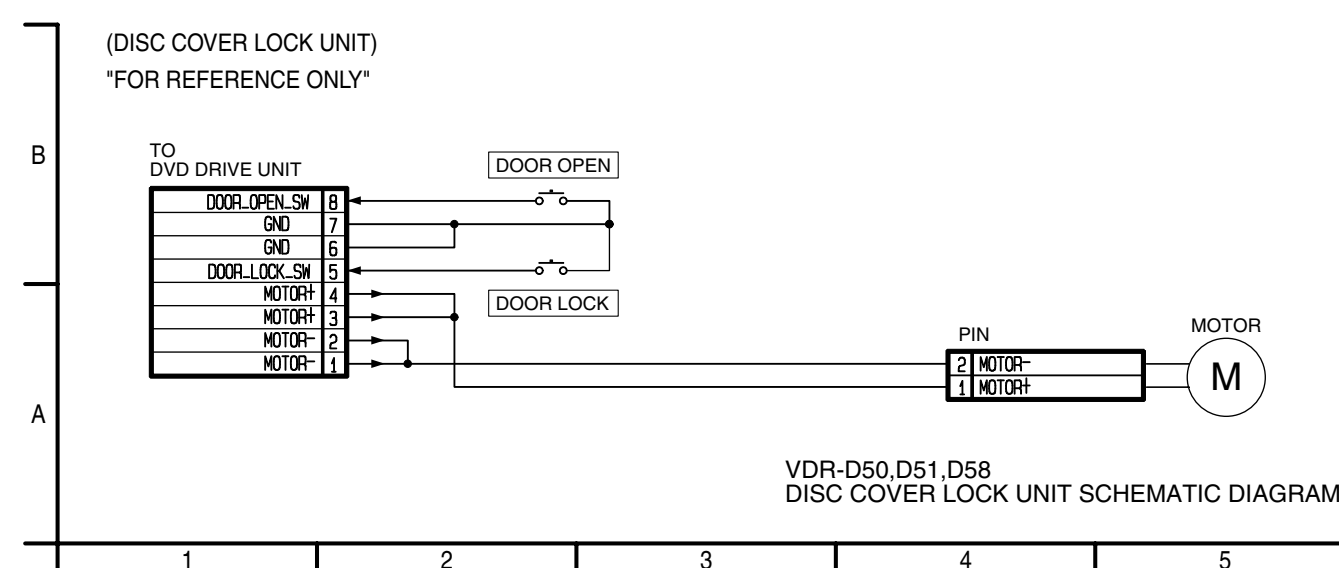 (DISC COVER LOCK UNIT)
"FOR REFERENCE ONLY"
B
TO
DVD DRIVE UNIT
DOOR OPEN
DOOR_OPEN_SW 8
GND 7
GND 6
DOOR_LOCK_SW 5
MOTOR+ 4
MOTOR+ 3
MOTOR- 2
MOTOR- 1
DOOR LOCK
PIN
2 MOTOR-
1 MOTOR+
MOTOR
M
A
VDR-D50,D51,D58
DISC COVER LOCK UNIT SCHEMATIC DIAGRAM
1 2 3 4 5